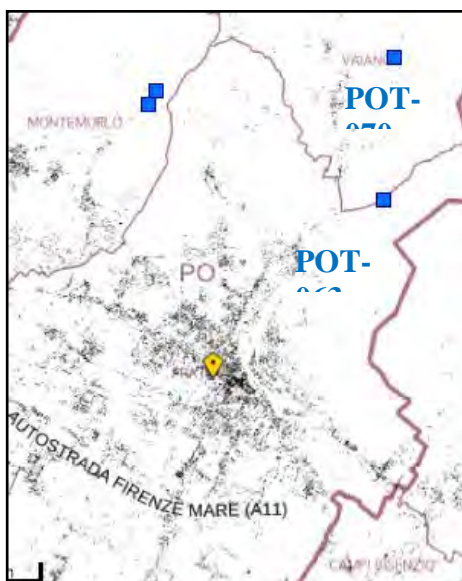 VAIANO
POT-
MONTEMURLO
POT-
PO
AUTOSTRADA FIRENZE MARE (A11)
CAMPI BISENZIO